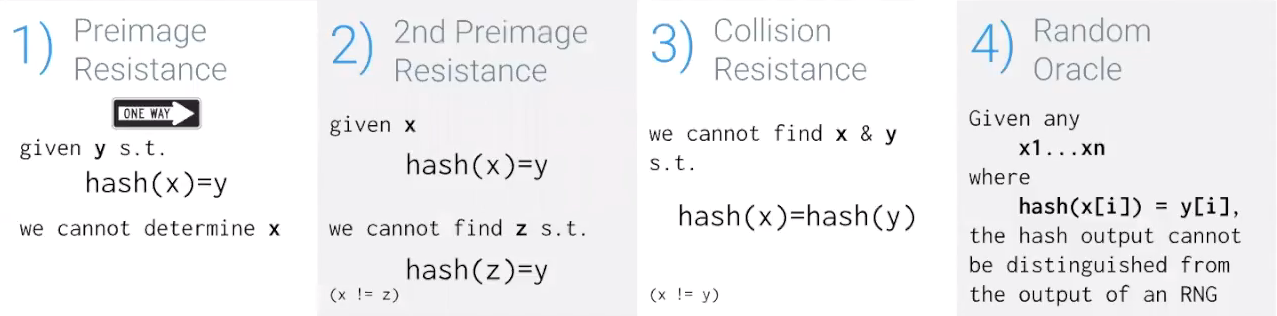 1) Preimage
Resistance
ONE WAY
given y s.t.
hash(x)=y
we cannot determine x
2) 2nd Preimage
Resistance
given x
hash(x)=y
we cannot find z s.t.
hash(z)=y
(x != z)
3) Collision
Resistance
we cannot find x & y
s.t.
hash(x)=hash(y)
(x != y)
4) Random
Oracle
Given any
x1...xn
where
hash(x[i]) = y[i],
the hash output cannot
be distinguished from
the output of an RNG